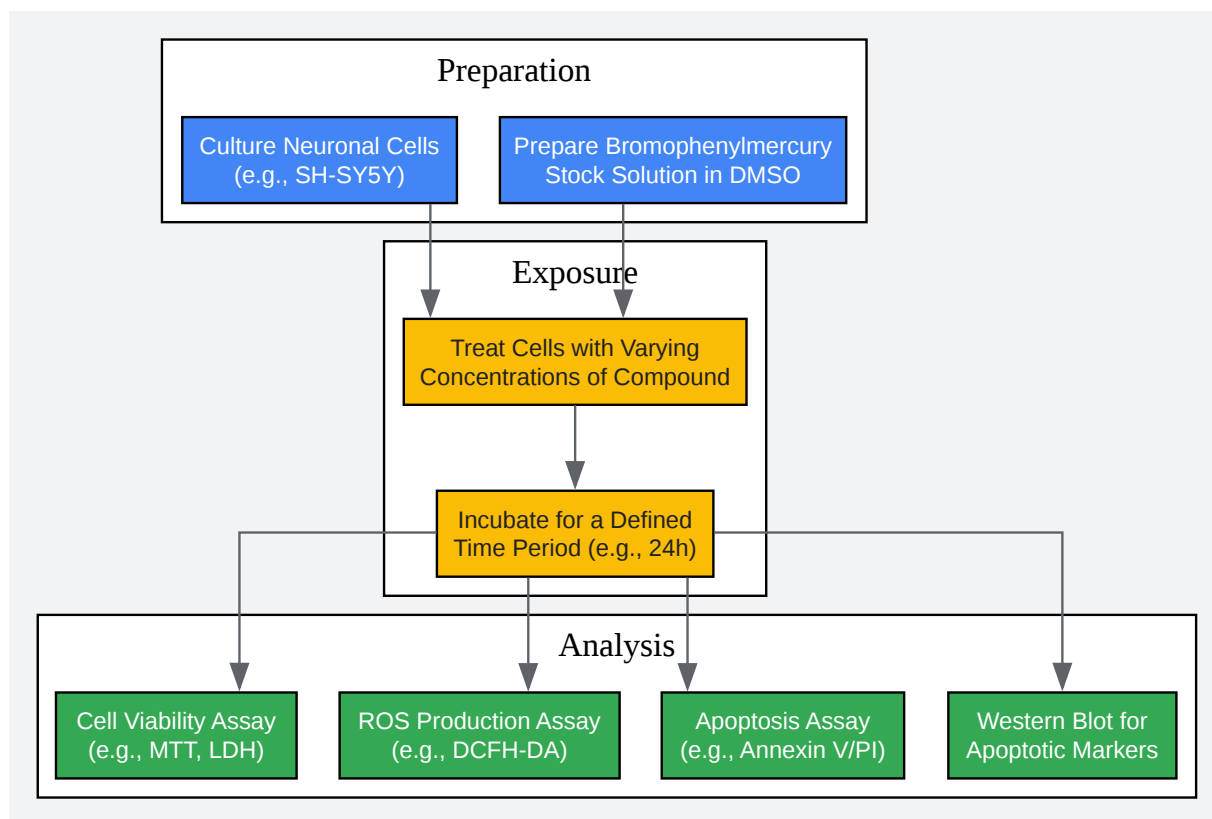 Preparation
Culture Neuronal Cells
(e.g., SH-SY5Y)
Prepare Bromophenylmercury
Stock Solution in DMSO
Exposure
Treat Cells with Varying
Concentrations of Compound
Incubate for a Defined
Time Period (e.g., 24h)
Analysis
Cell Viability Assay
(e.g., MTT, LDH)
ROS Production Assay
(e.g., DCFH-DA)
Apoptosis Assay
(e.g., Annexin V/PI)
Western Blot for
Apoptotic Markers